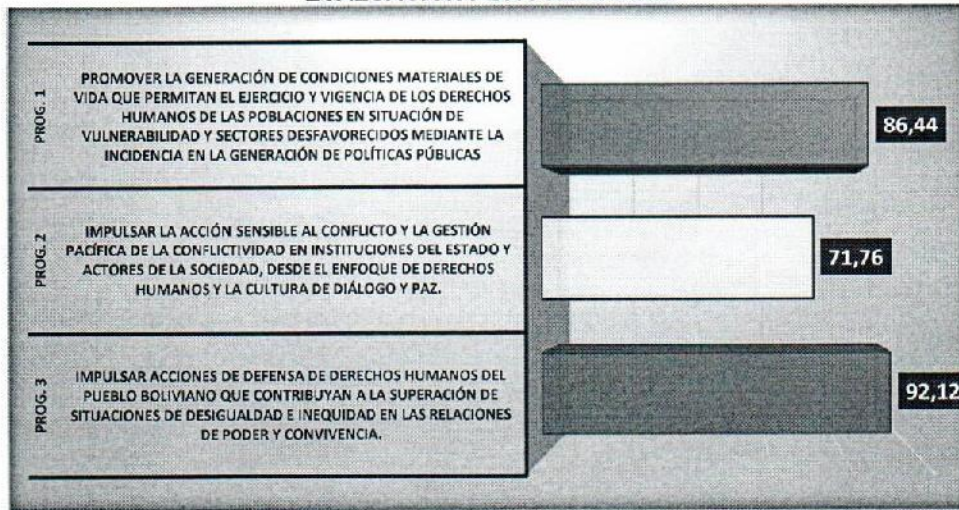 PROG. 1
PROMOVER LA GENERACIÓN DE CONDICIONES MATERIALES DE
VIDA QUE PERMITAN EL EJERCICIO Y VIGENCIA DE LOS DERECHOS
HUMANOS DE LAS POBLACIONES EN SITUACIÓN DE
VULNERABILIDAD Y SECTORES DESFAVORECIDOS MEDIANTE LA
INCIDENCIA EN LA GENERACIÓN DE POLÍTICAS PÚBLICAS
86,44
PROG. 2
IMPULSAR LA ACCIÓN SENSIBLE AL CONFLICTO Y LA GESTIÓN
PACÍFICA DE LA CONFLICTIVIDAD EN INSTITUCIONES DEL ESTADO Y
ACTORES DE LA SOCIEDAD, DESDE EL ENFOQUE DE DERECHOS
HUMANOS Y LA CULTURA DE DIÁLOGO Y PAZ.
71,76
PROG. 3
IMPULSAR ACCIONES DE DEFENSA DE DERECHOS HUMANOS DEL
PUEBLO BOLIVIANO QUE CONTRIBUYAN A LA SUPERACIÓN DE
SITUACIONES DE DESIGUALDAD E INEQUIDAD EN LAS RELACIONES
DE PODER Y CONVIVENCIA.
92,12